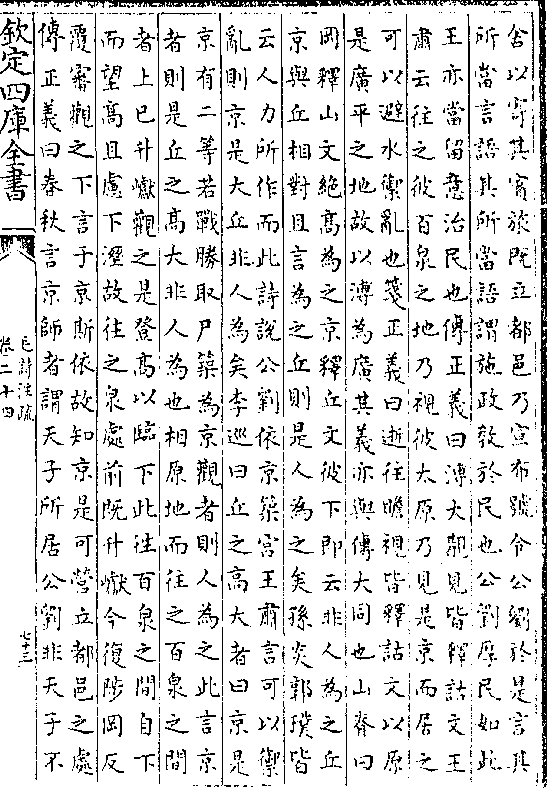 舍以寄其賔旅既立都邑乃宣布號令公劉於是言其
所當言語其所當語謂施政敎於民也公劉厚民如此
王亦當留意治民也傳正義曰溥大覯見皆釋詁文王
肅云往之彼百泉之地乃視彼大原乃見是京而居之
可以避水禦亂也箋正義曰逝往瞻視皆釋詁文以原
是廣平之地故以溥為廣其義亦與傳大同也山脊曰
岡釋山文絶髙為之京釋丘文彼下即云非人為之丘
京與丘相對且言為之丘則是人為之矣孫炎郭璞皆
云人力所作而此詩說公劉依京築宫王肅言可以禦
亂則京是大丘非人為矣李巡曰丘之高大者曰京是
京有二等若戰勝取尸築為京觀者則人為之此言京
者則是丘之高大非人為也相原地而往之百泉之間
者上已升巘觀之是登髙以臨下此往百泉之間自下
而望髙且慮下溼故往之泉處前既升巘今復陟岡反
覆審觀之下言于京斯依故知京是可營立都邑之處
傳正義曰春秋言京師者謂天子所居公劉非天子不
欽定四庫全書
毛詩注疏
卷二十四
七十三